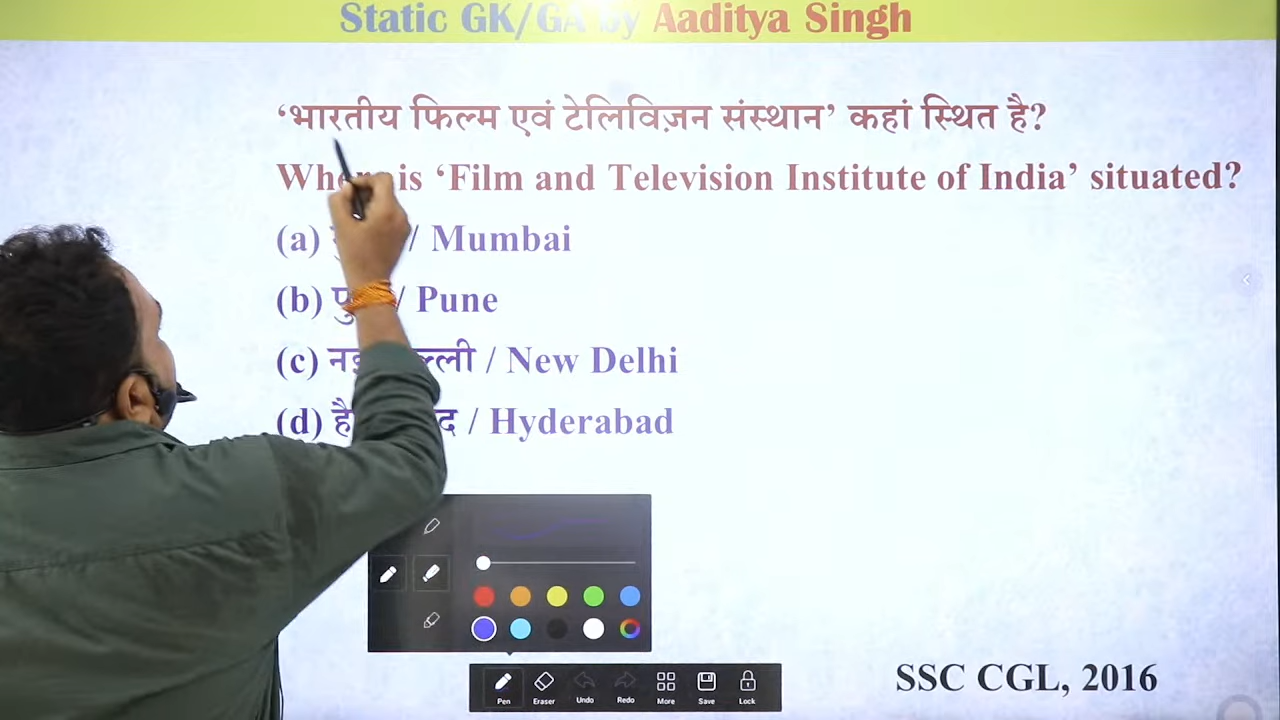 Static GK/GA by Aaditya Singh
‘भारतीय फिल्म एवं टेलिविज़न संस्थान’ कहां स्थित है?
is ‘Film and Television Institute of India’ situated?
(a) / Mumbai
(b) / Pune
(c) / New Delhi
(d) / Hyderabad
Pen Eraser Undo Redo More Save Lock
SSC CGL, 2016